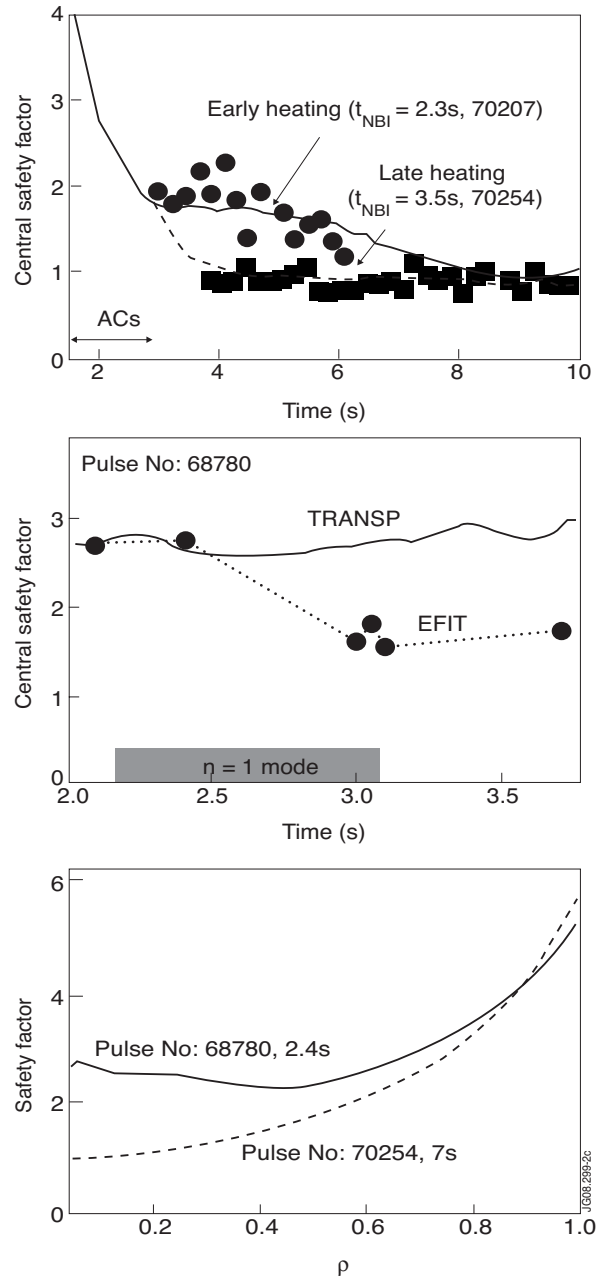 4
3
2
1
0
Central safety factor
Early heating (t_NBI = 2.3s, 70207)
Late heating
(t_NBI = 3.5s, 70254)
ACs
2
4
6
8
10
Time (s)
Pulse No: 68780
3
2
1
0
Central safety factor
TRANSP
EFIT
n = 1 mode
2.0
2.5
3.0
3.5
Time (s)
6
4
2
0
Safety factor
Pulse No: 68780, 2.4s
Pulse No: 70254, 7s
0.2
0.4
0.6
0.8
1.0
ρ
JG08.299-2c